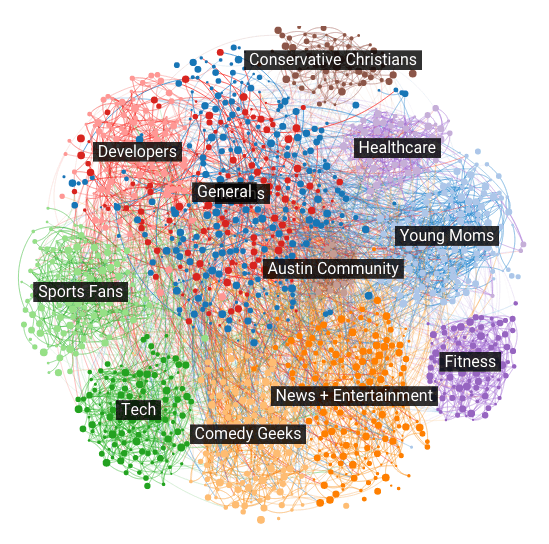 Conservative Christians
Developers
Healthcare
General
Young Moms
Austin Community
Sports Fans
Fitness
News + Entertainment
Tech
Comedy Geeks